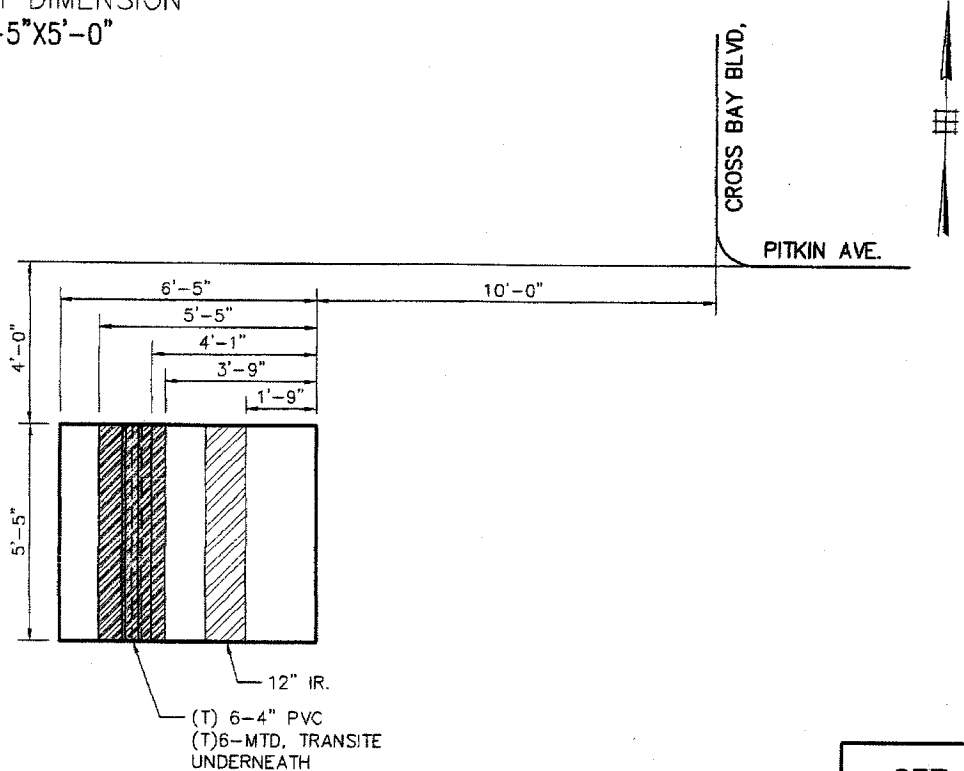 DIMENSION
5"X5'-0"
CROSS BAY BLVD,
PITKIN AVE.
6'-5"
10'-0"
5'-5"
4'-1"
3'-9"
1'-9"
4'-0"
5'-5"
12" IR.
(T) 6-4" PVC
(T)6-MTD, TRANSITE
UNDERNEATH